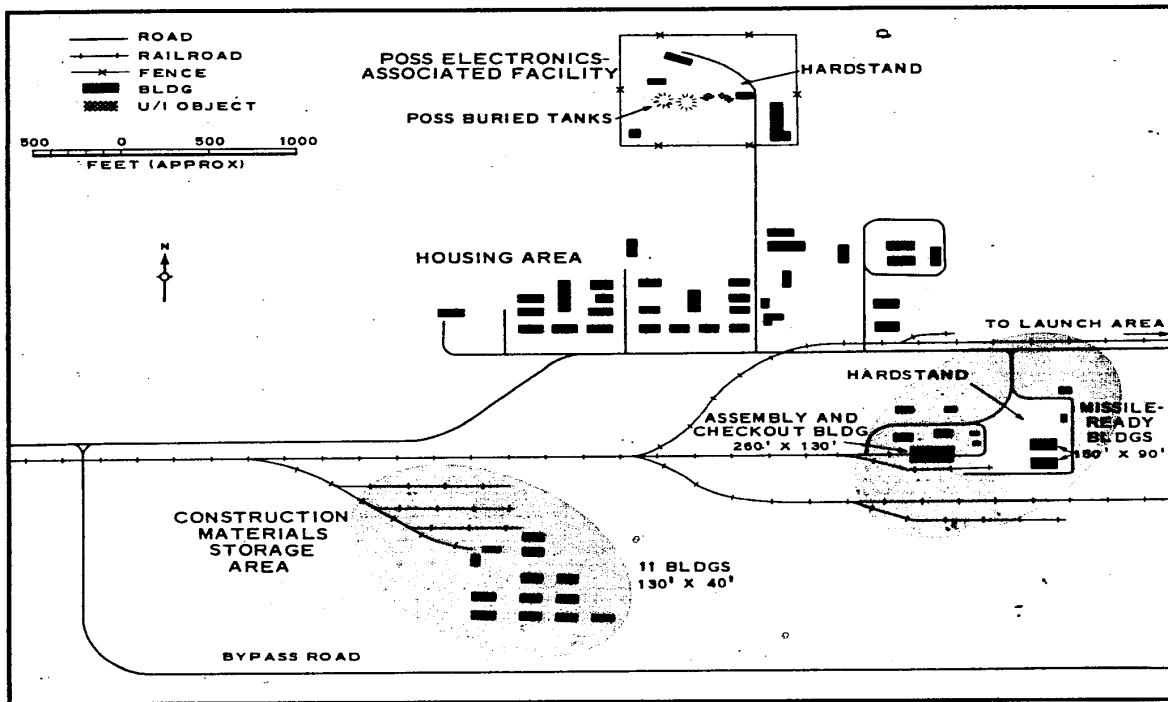 ROAD
RAILROAD
FENCE
BLDG
U/I OBJECT
500 0 500 1000
FEET (APPROX)
POSS ELECTRONICS-
ASSOCIATED FACILITY
HARDSTAND
POSS BURIED TANKS
N
HOUSING AREA
TO LAUNCH AREA
HARDSTAND
ASSEMBLY AND
CHECKOUT BLDG
260' X 130'
MISSILE-
READY
BLDGS
150' X 90'
CONSTRUCTION
MATERIALS
STORAGE
AREA
11 BLDGS
130' X 40'
BYPASS ROAD